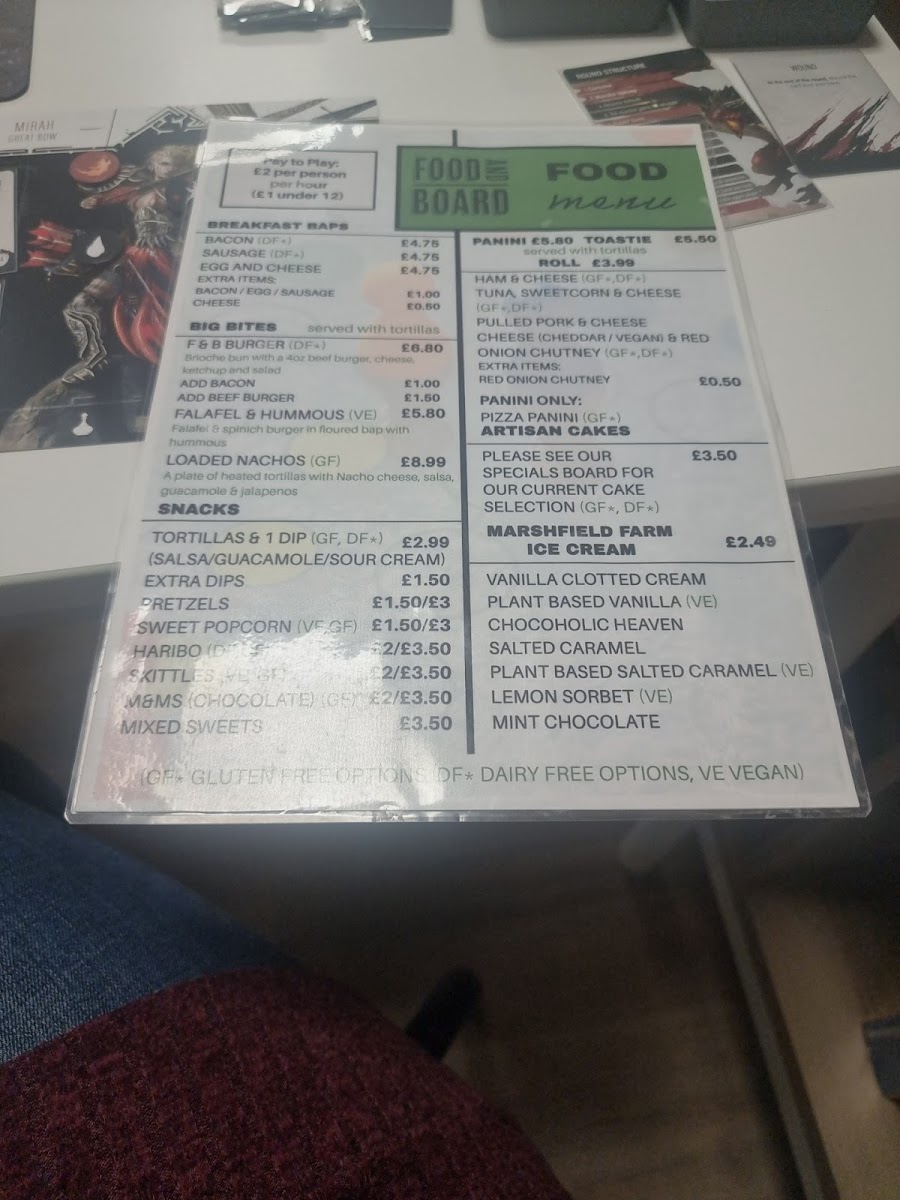 MIRAH
GREAT BOW
ROUND STRUCTURE
WOUND
Pay to Play:
£2 per person
per hour
(£1 under 12)
FOOD AND BOARD
FOOD
menu
BREAKFAST BAPS
BACON (DF*) £4.75
SAUSAGE (DF*) £4.75
EGG AND CHEESE £4.75
EXTRA ITEMS:
BACON / EGG / SAUSAGE £1.00
CHEESE £0.50
BIG BITES served with tortillas
F & B BURGER (DF*) £6.80
Brioche bun with a 4oz beef burger, cheese,
ketchup and salad
ADD BACON £1.00
ADD BEEF BURGER £1.50
FALAFEL & HUMMOUS (VE) £5.80
Falafel & spinich burger in floured bap with
hummous
LOADED NACHOS (GF) £8.99
A plate of heated tortillas with Nacho cheese, salsa,
guacamole & jalapenos
SNACKS
TORTILLAS & 1 DIP (GF, DF*) £2.99
(SALSA/GUACAMOLE/SOUR CREAM)
EXTRA DIPS £1.50
PRETZELS £1.50/£3
SWEET POPCORN (VE,GF) £1.50/£3
HARIBO £2/£3.50
SKITTLES (VE, GF) £2/£3.50
M&MS (CHOCOLATE) (GF) £2/£3.50
MIXED SWEETS £3.50
PANINI £5.80 TOASTIE £5.50
served with tortillas
ROLL £3.99
HAM & CHEESE (GF*,DF*)
TUNA, SWEETCORN & CHEESE
(GF*,DF*)
PULLED PORK & CHEESE
CHEESE (CHEDDAR / VEGAN) & RED
ONION CHUTNEY (GF*,DF*)
EXTRA ITEMS:
RED ONION CHUTNEY £0.50
PANINI ONLY:
PIZZA PANINI (GF*)
ARTISAN CAKES
PLEASE SEE OUR £3.50
SPECIALS BOARD FOR
OUR CURRENT CAKE
SELECTION (GF*, DF*)
MARSHFIELD FARM
ICE CREAM £2.49
VANILLA CLOTTED CREAM
PLANT BASED VANILLA (VE)
CHOCOHOLIC HEAVEN
SALTED CARAMEL
PLANT BASED SALTED CARAMEL (VE)
LEMON SORBET (VE)
MINT CHOCOLATE
(GF* GLUTEN FREE OPTIONS, DF* DAIRY FREE OPTIONS, VE VEGAN)